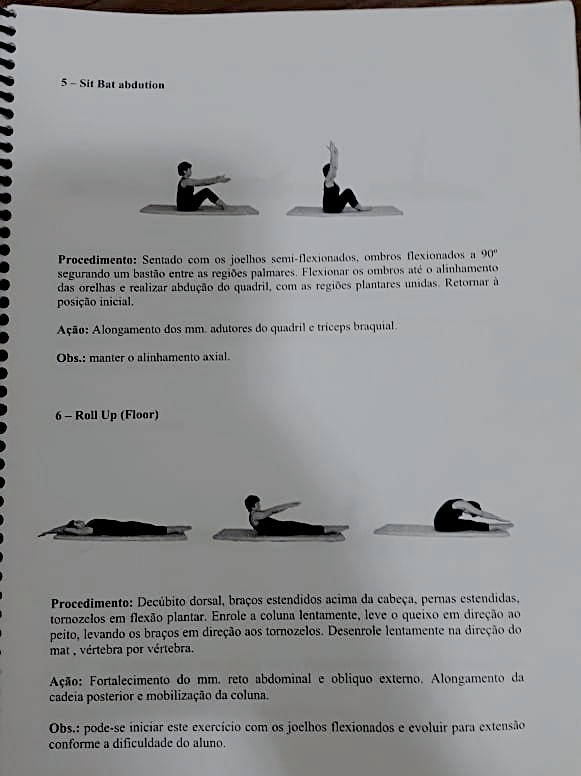 5 – Sit Bat abdution
Procedimento: Sentado com os joelhos semi-flexionados, ombros flexionados a 90º
segurando um bastão entre as regiões palmares. Flexionar os ombros até o alinhamento
das orelhas e realizar abdução do quadril, com as regiões plantares unidas. Retornar à
posição inicial.
Ação: Alongamento dos mm. adutores do quadril e tríceps braquial.
Obs.: manter o alinhamento axial.
6 – Roll Up (Floor)
Procedimento: Decúbito dorsal, braços estendidos acima da cabeça, pernas estendidas,
tornozelos em flexão plantar. Enrole a coluna lentamente, leve o queixo em direção ao
peito, levando os braços em direção aos tornozelos. Desenrole lentamente na direção do
mat , vértebra por vértebra.
Ação: Fortalecimento do mm. reto abdominal e obliquo externo. Alongamento da
cadeia posterior e mobilização da coluna.
Obs.: pode-se iniciar este exercício com os joelhos flexionados e evoluir para extensão
conforme a dificuldade do aluno.